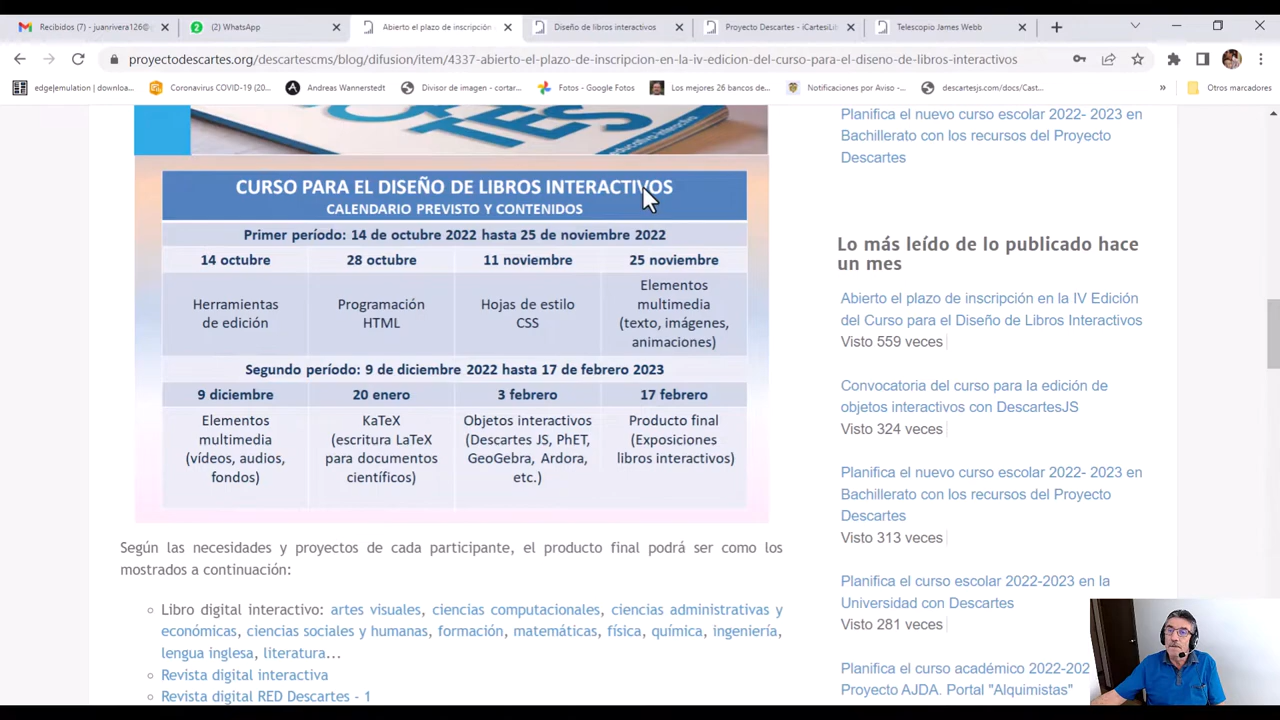 Recibidos (7) - juanrivera126@
(2) WhatsApp
Abierto el plazo de inscripción
Diseño de libros interactivos
Proyecto Descartes - iCartesiLib
Telescopio James Webb
proyectodescartes.org/descartescms/blog/difusion/item/4337-abierto-el-plazo-de-inscripcion-en-la-iv-edicion-del-curso-para-el-diseno-de-libros-interactivos
edge|emulation | downloa...
Coronavirus COVID-19 (20...
Andreas Wannerstedt
Divisor de imagen - cortar...
Fotos - Google Fotos
Los mejores 26 bancos de...
Notificaciones por Aviso -...
descartesjs.org/docs/Cast...
Otros marcadores
TES
educativo-interactivo
CURSO PARA EL DISEÑO DE LIBROS INTERACTIVOS
CALENDARIO PREVISTO Y CONTENIDOS
Primer período: 14 de octubre 2022 hasta 25 de noviembre 2022
14 octubre
28 octubre
11 noviembre
25 noviembre
Herramientas
de edición
Programación
HTML
Hojas de estilo
CSS
Elementos
multimedia
(texto, imágenes,
animaciones)
Segundo período: 9 de diciembre 2022 hasta 17 de febrero 2023
9 diciembre
20 enero
3 febrero
17 febrero
Elementos
multimedia
(vídeos, audios,
fondos)
KaTeX
(escritura LaTeX
para documentos
científicos)
Objetos interactivos
(Descartes JS, PhET,
GeoGebra, Ardora,
etc.)
Producto final
(Exposiciones
libros interactivos)
Según las necesidades y proyectos de cada participante, el producto final podrá ser como los
mostrados a continuación:
Libro digital interactivo: artes visuales, ciencias computacionales, ciencias administrativas y
económicas, ciencias sociales y humanas, formación, matemáticas, física, química, ingeniería,
lengua inglesa, literatura...
Revista digital interactiva
Revista digital RED Descartes - 1
Planifica el nuevo curso escolar 2022- 2023 en
Bachillerato con los recursos del Proyecto
Descartes
Lo más leído de lo publicado hace
un mes
Abierto el plazo de inscripción en la IV Edición
del Curso para el Diseño de Libros Interactivos
Visto 559 veces
Convocatoria del curso para la edición de
objetos interactivos con DescartesJS
Visto 324 veces
Planifica el nuevo curso escolar 2022- 2023 en
Bachillerato con los recursos del Proyecto
Descartes
Visto 313 veces
Planifica el curso escolar 2022-2023 en la
Universidad con Descartes
Visto 281 veces
Planifica el curso académico 2022-202
Proyecto AJDA. Portal "Alquimistas"